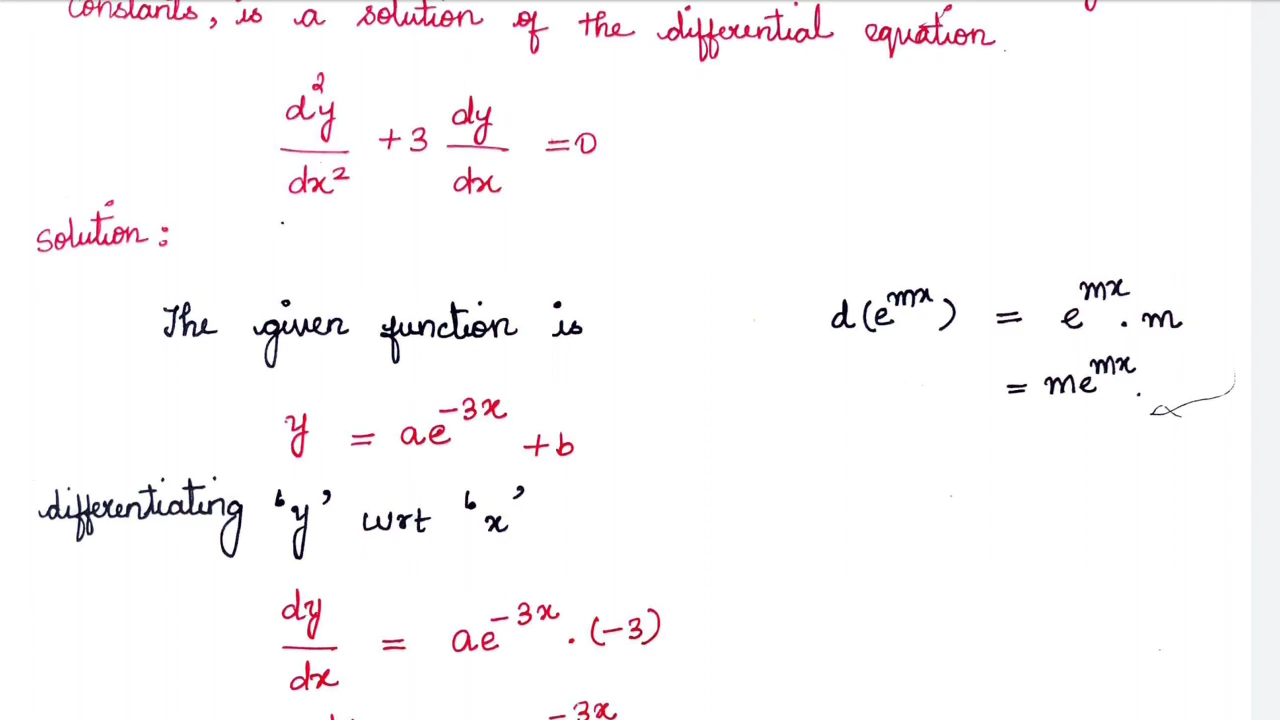 constants, is a solution of the differential equation
d²y/dx² + 3 dy/dx = 0
solution:
The given function is
y = ae^-3x + b
differentiating 'y' wrt 'x'
dy/dx = ae^-3x . (-3)
-3x
d(e^mx) = e^mx . m
= me^mx.